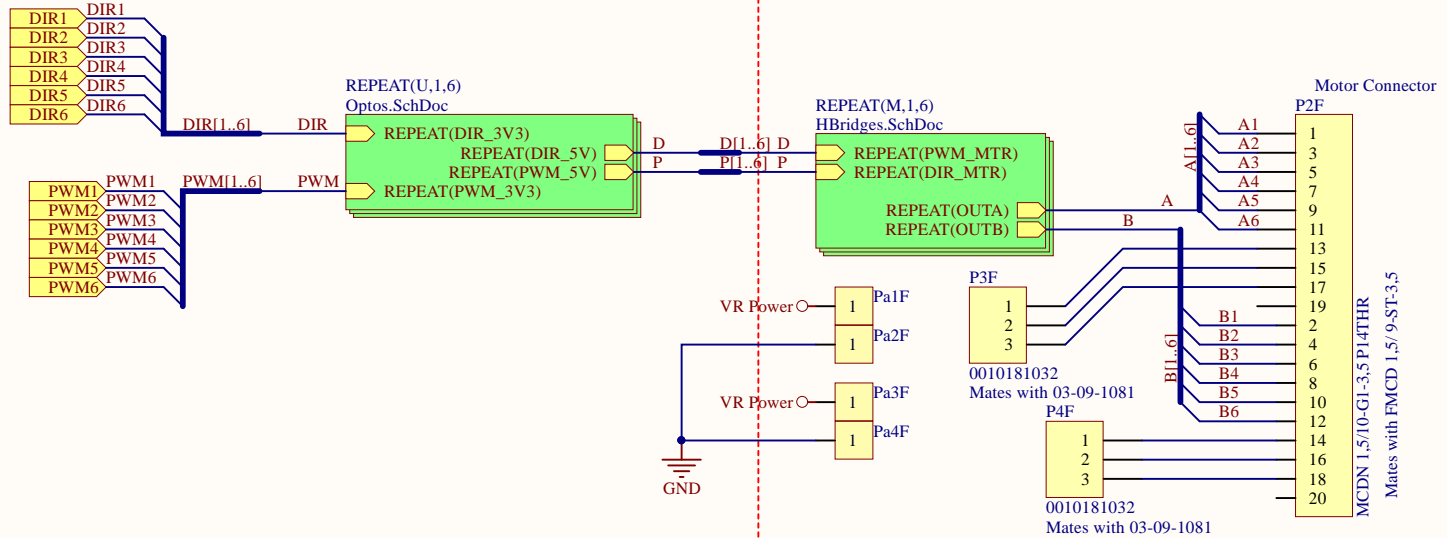 DIR1
DIR2
DIR3
DIR4
DIR5
DIR6
DIR1
DIR2
DIR3
DIR4
DIR5
DIR6
DIR[1..6]
DIR
PWM1
PWM2
PWM3
PWM4
PWM5
PWM6
PWM1
PWM2
PWM3
PWM4
PWM5
PWM6
PWM[1..6]
PWM
REPEAT(U,1,6)
Optos.SchDoc
REPEAT(DIR_3V3)
REPEAT(DIR_5V)
REPEAT(PWM_5V)
REPEAT(PWM_3V3)
D
P
D[1..6]
P[1..6]
D
P
REPEAT(M,1,6)
HBridges.SchDoc
REPEAT(PWM_MTR)
REPEAT(DIR_MTR)
REPEAT(OUTA)
REPEAT(OUTB)
A
B
A[1..6]
B[1..6]
A1
A2
A3
A4
A5
A6
B1
B2
B3
B4
B5
B6
Motor Connector
P2F
1
3
5
7
9
11
13
15
17
19
2
4
6
8
10
12
14
16
18
20
MCDN 1,5/10-G1-3,5 P14THR
Mates with FMCD 1,5/ 9-ST-3,5
P3F
1
2
3
0010181032
Mates with 03-09-1081
P4F
1
2
3
0010181032
Mates with 03-09-1081
VR Power
1
Pa1F
1
Pa2F
VR Power
1
Pa3F
1
Pa4F
GND